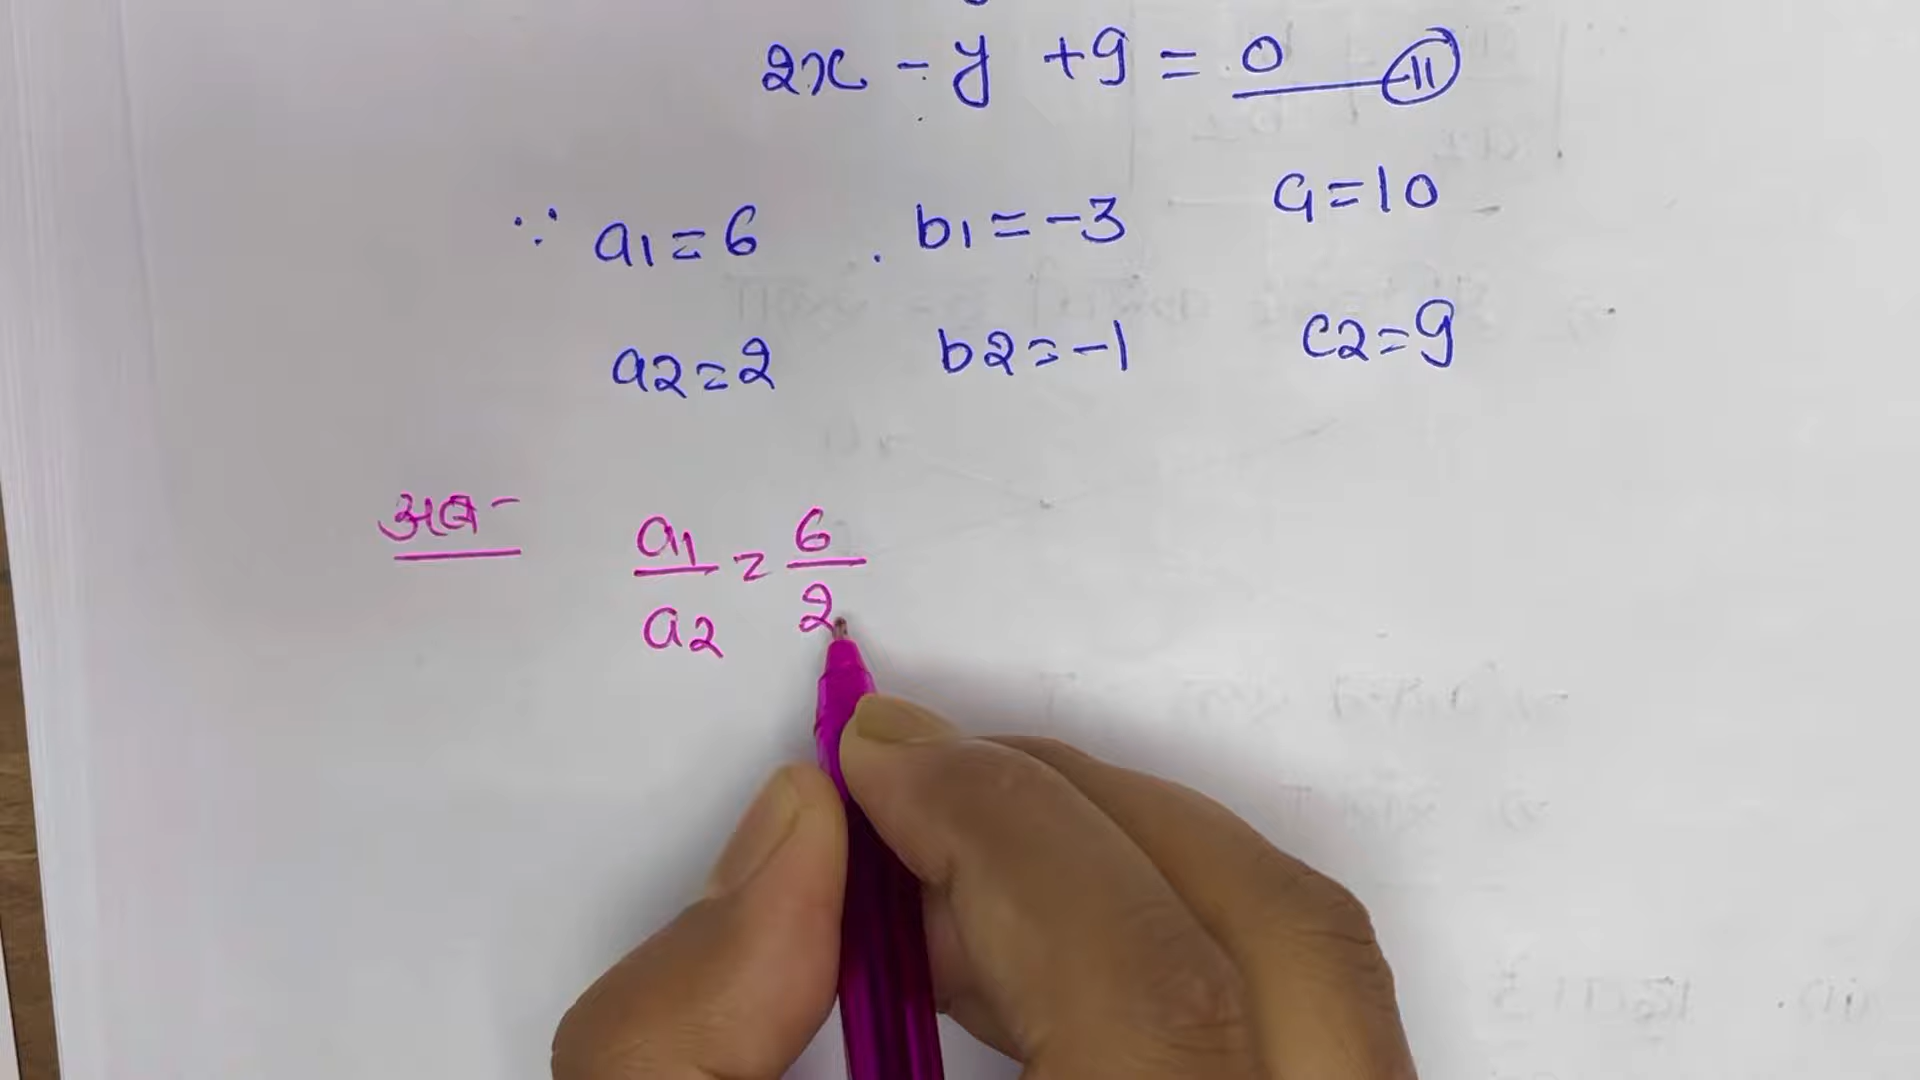 2x - y + 9 = 0 — II
∵ a1 = 6 b1 = -3 c1 = 10
a2 = 2 b2 = -1 c2 = 9
अब- a1/a2 = 6/2